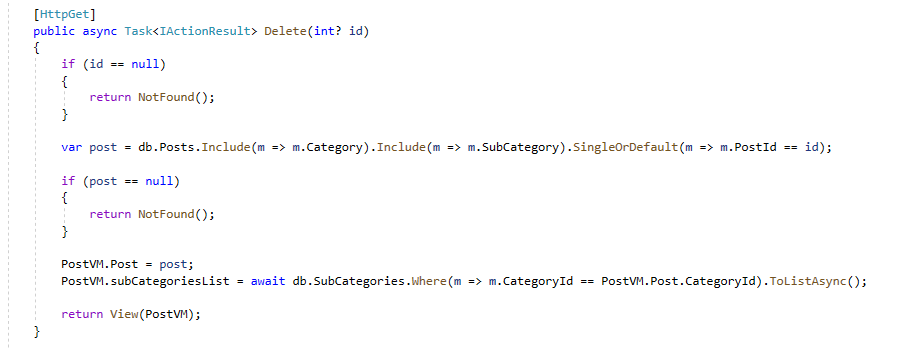 [HttpGet]
public async Task<IActionResult> Delete(int? id)
{
if (id == null)
{
return NotFound();
}
var post = db.Posts.Include(m => m.Category).Include(m => m.SubCategory).SingleOrDefault(m => m.PostId == id);
if (post == null)
{
return NotFound();
}
PostVM.Post = post;
PostVM.subCategoriesList = await db.SubCategories.Where(m => m.CategoryId == PostVM.Post.CategoryId).ToListAsync();
return View(PostVM);
}